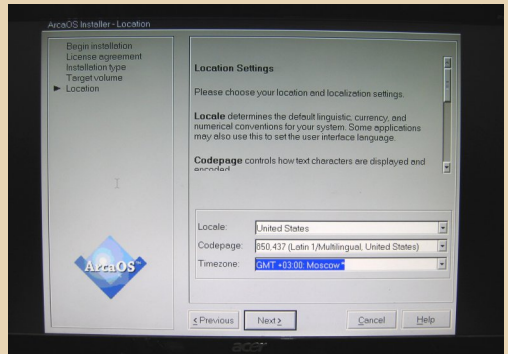 ArcaOS Installer - Location
Begin installation
License agreement
Installation type
Target volume
Location
Location Settings
Please choose your location and localization settings.
Locale determines the default linguistic, currency, and
numerical conventions for your system. Some applications
may also use this to set the user interface language.
Codepage controls how text characters are displayed and
encoded
Locale: United States
Codepage: 850,437 (Latin 1/Multilingual, United States)
Timezone: GMT +03:00: Moscow*
ArcaOS
< Previous Next > Cancel Help
acer